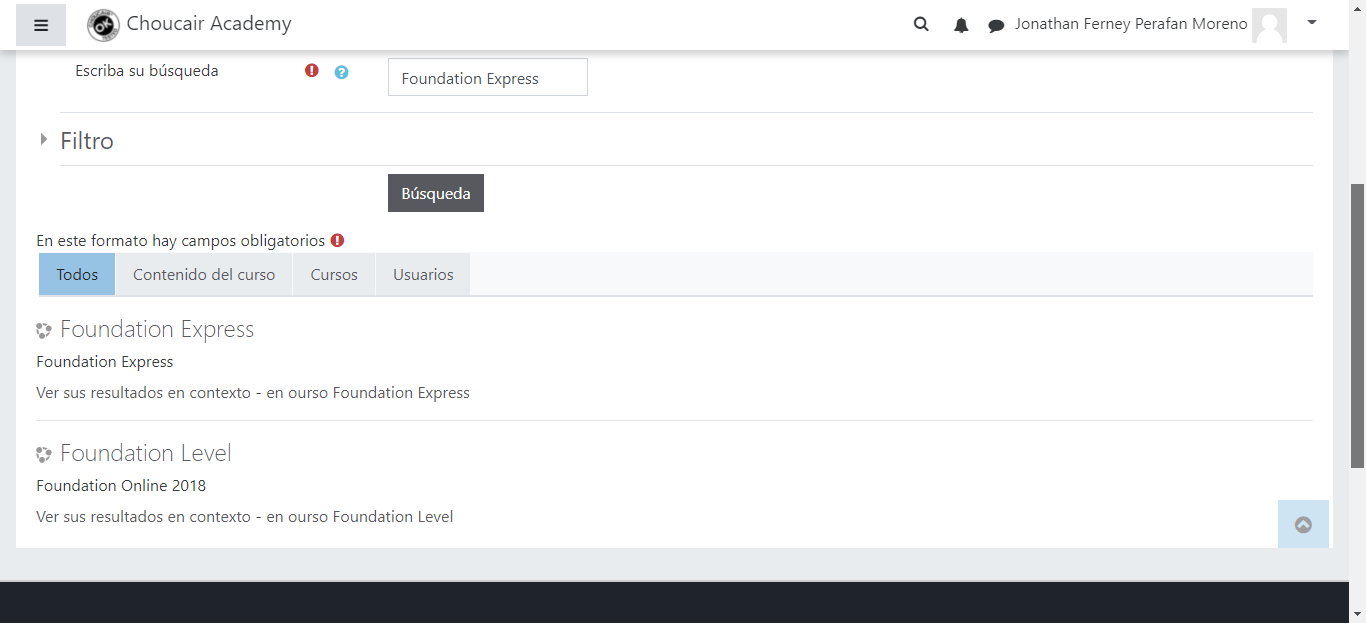 Choucair Academy
Jonathan Ferney Perafan Moreno
Escriba su búsqueda
Foundation Express
Filtro
Búsqueda
En este formato hay campos obligatorios
Todos Contenido del curso Cursos Usuarios
Foundation Express
Foundation Express
Ver sus resultados en contexto - en ourso Foundation Express
Foundation Level
Foundation Online 2018
Ver sus resultados en contexto - en ourso Foundation Level